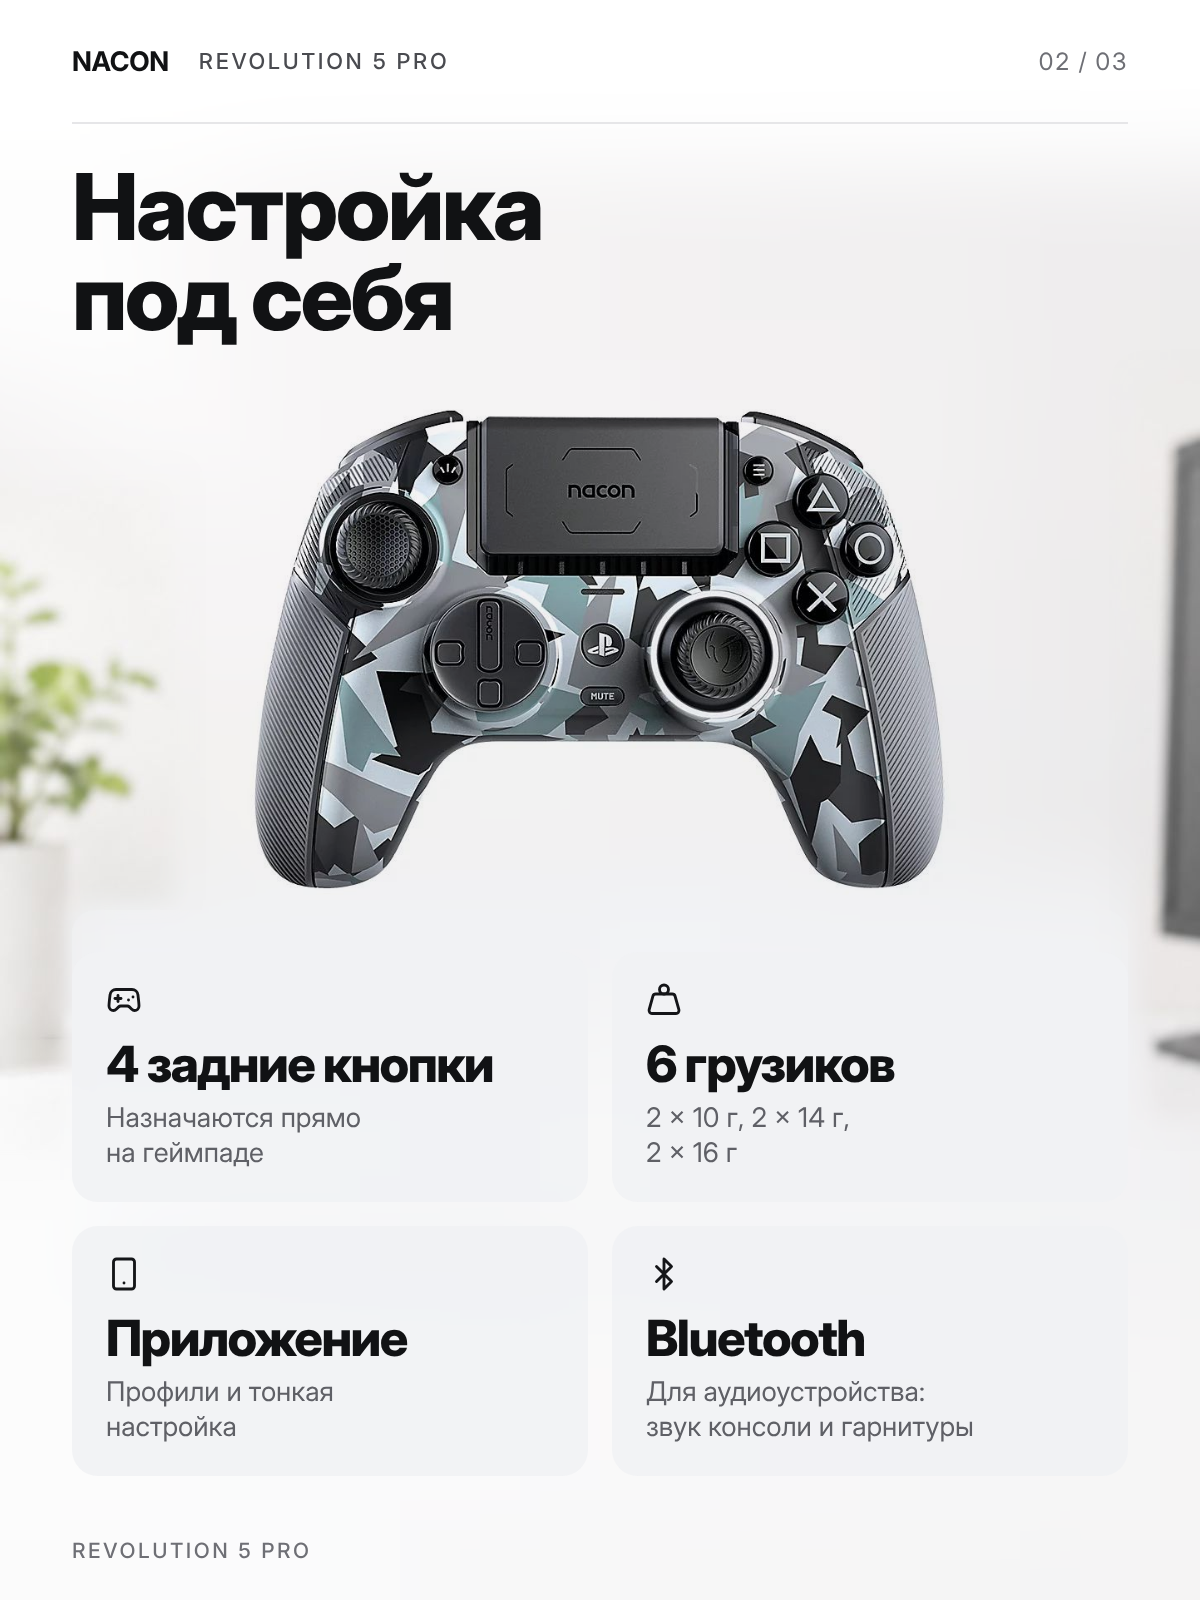 NACON REVOLUTION 5 PRO 02 / 03
Настройка
под себя
nacon
MUTE
4 задние кнопки
Назначаются прямо
на геймпаде
6 грузиков
2 × 10 г, 2 × 14 г,
2 × 16 г
Приложение
Профили и тонкая
настройка
Bluetooth
Для аудиоустройства:
звук консоли и гарнитуры
REVOLUTION 5 PRO